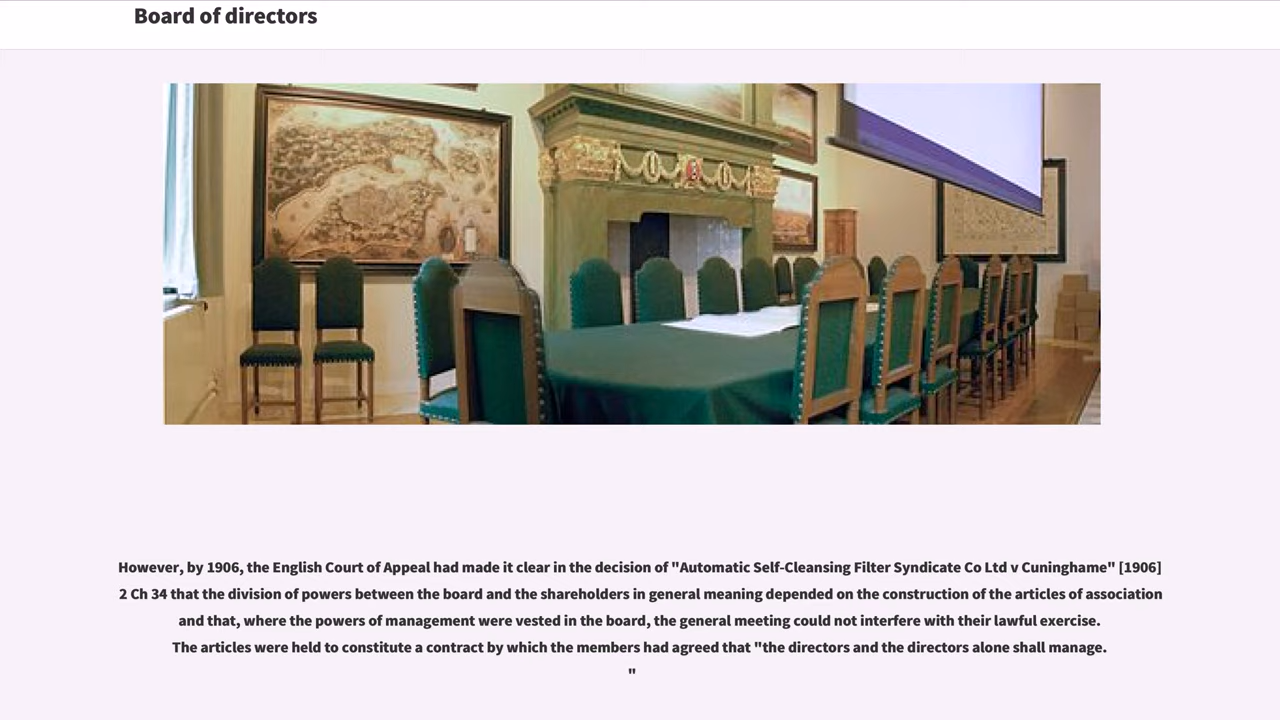 Board of directors
However, by 1906, the English Court of Appeal had made it clear in the decision of "Automatic Self-Cleansing Filter Syndicate Co Ltd v Cuninghame" [1906]
2 Ch 34 that the division of powers between the board and the shareholders in general meaning depended on the construction of the articles of association
and that, where the powers of management were vested in the board, the general meeting could not interfere with their lawful exercise.
The articles were held to constitute a contract by which the members had agreed that "the directors and the directors alone shall manage.
"